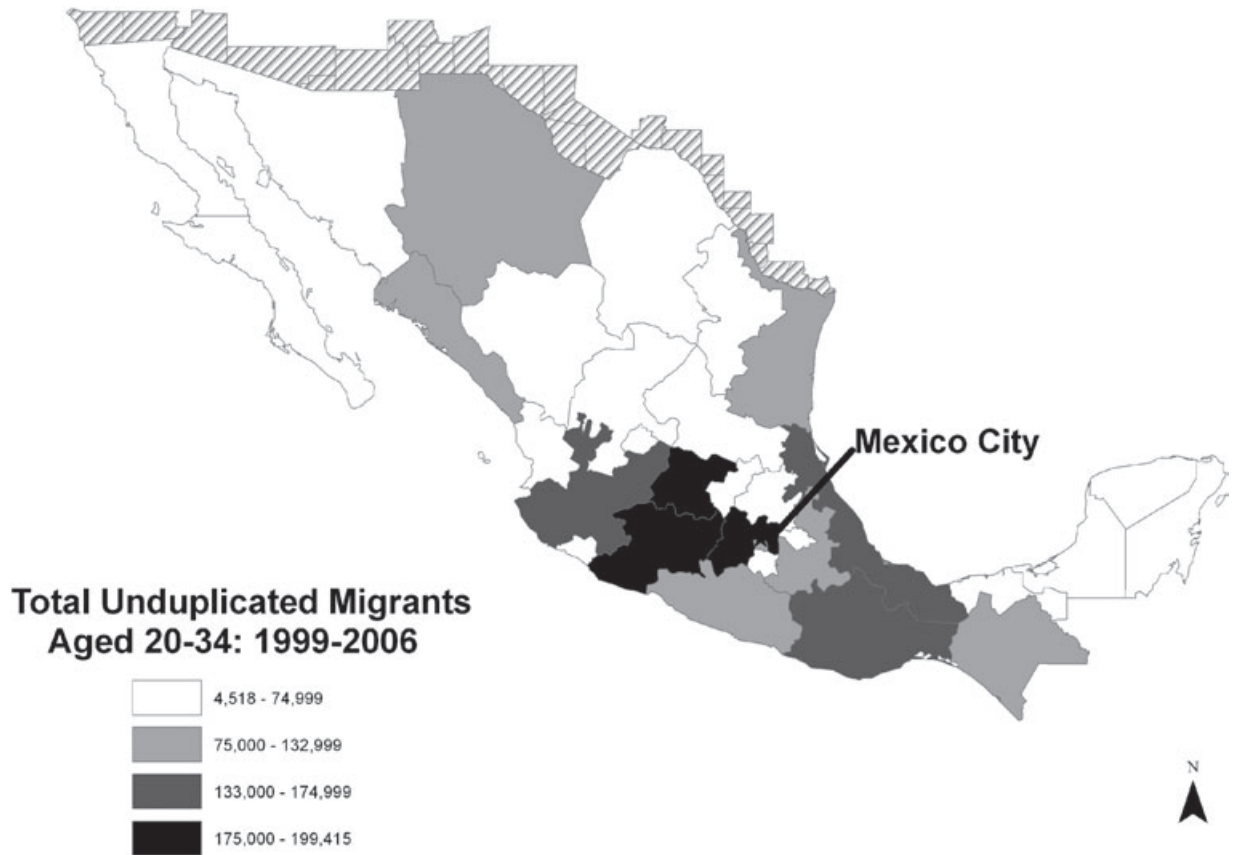 Mexico City
Total Unduplicated Migrants
Aged 20-34: 1999-2006
4,518 - 74,999
75,000 - 132,999
133,000 - 174,999
175,000 - 199,415
N